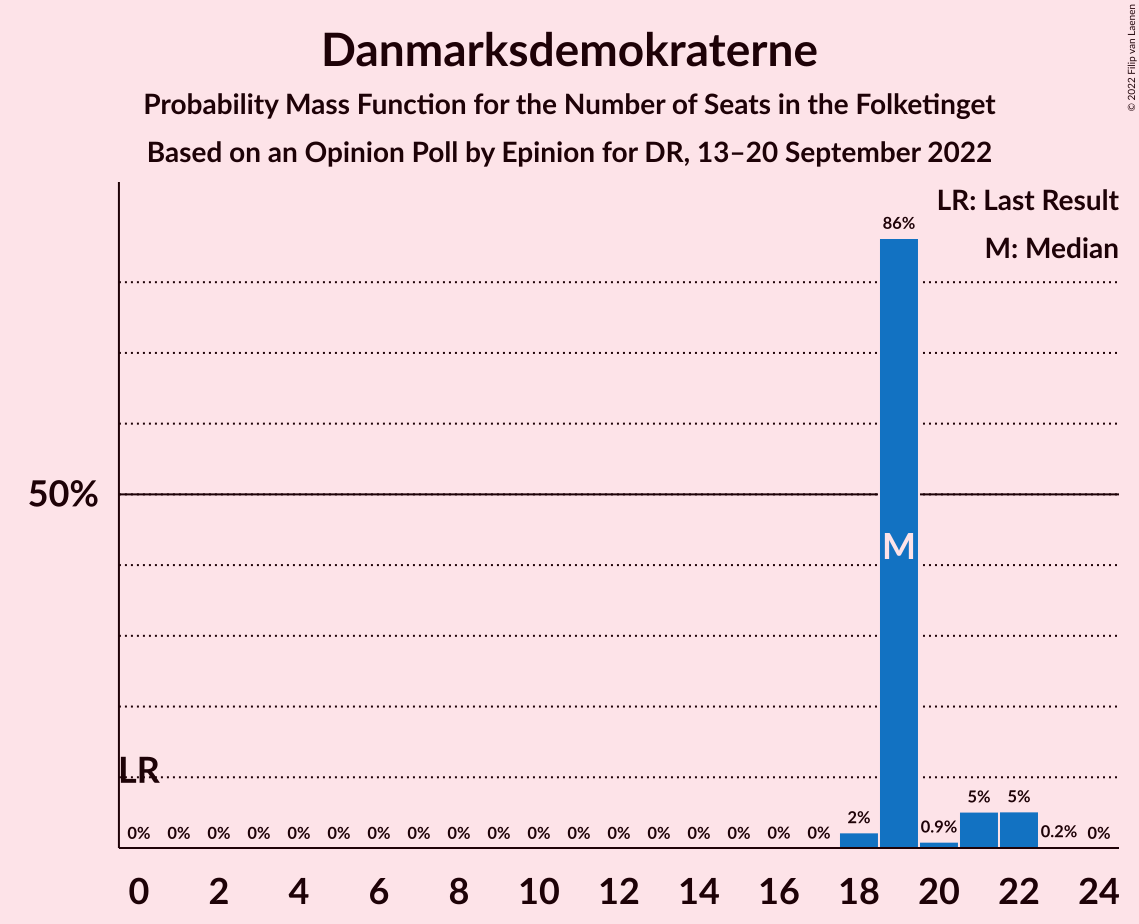 Danmarksdemokraterne
Probability Mass Function for the Number of Seats in the Folketinget
Based on an Opinion Poll by Epinion for DR, 13–20 September 2022
© 2022 Filip van Laenen
LR: Last Result
M: Median
86%
50%
M
LR
0% 0% 0% 0% 0% 0% 0% 0% 0% 0% 0% 0% 0% 0% 0% 0% 0% 0% 2% 0.9% 5% 5% 0.2% 0%
0 2 4 6 8 10 12 14 16 18 20 22 24